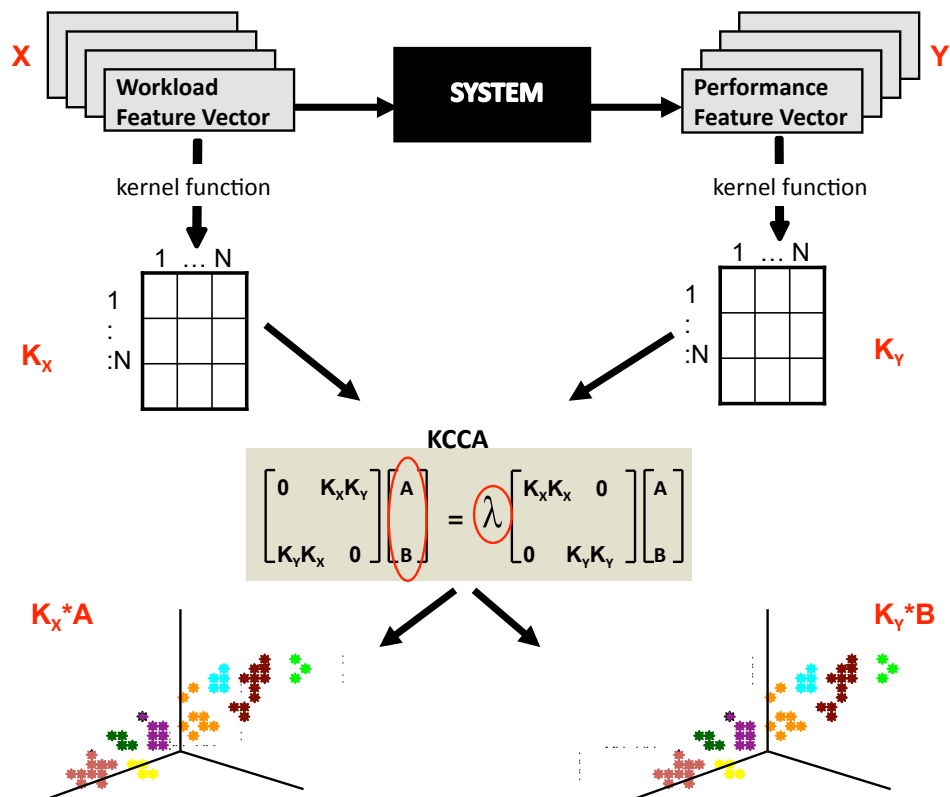 X
Workload
Feature Vector
SYSTEM
Y
Performance
Feature Vector
kernel function
kernel function
1 ... N
1
:
:N
K_X
1 ... N
1
:
:N
K_Y
KCCA
0 K_XK_Y
K_YK_X 0
A
B
= λ
K_XK_X 0
0 K_YK_Y
A
B
K_X*A
K_Y*B